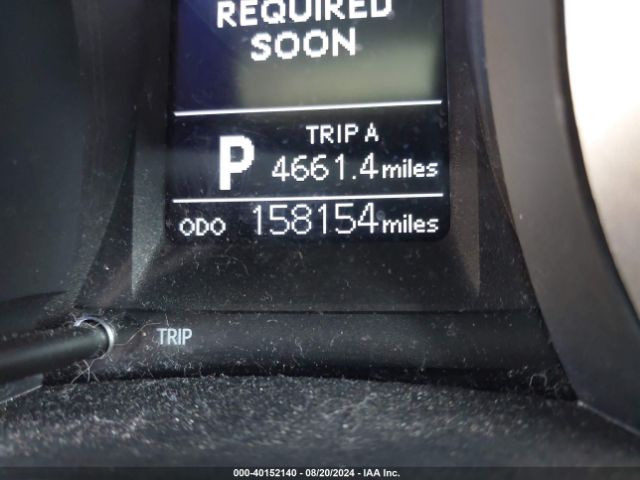 REQUIRED
SOON
TRIP A
P 4661.4 miles
ODO 158154 miles
TRIP
000-40152140 - 08/20/2024 - IAA Inc.